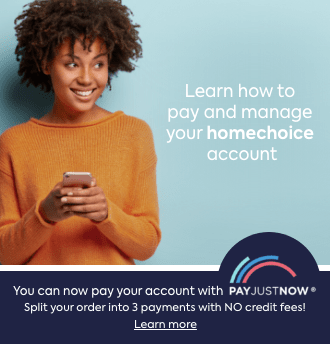 Learn how to
pay and manage
your homechoice
account
You can now pay your account with PAYJUSTNOW®
Split your order into 3 payments with NO credit fees!
Learn more